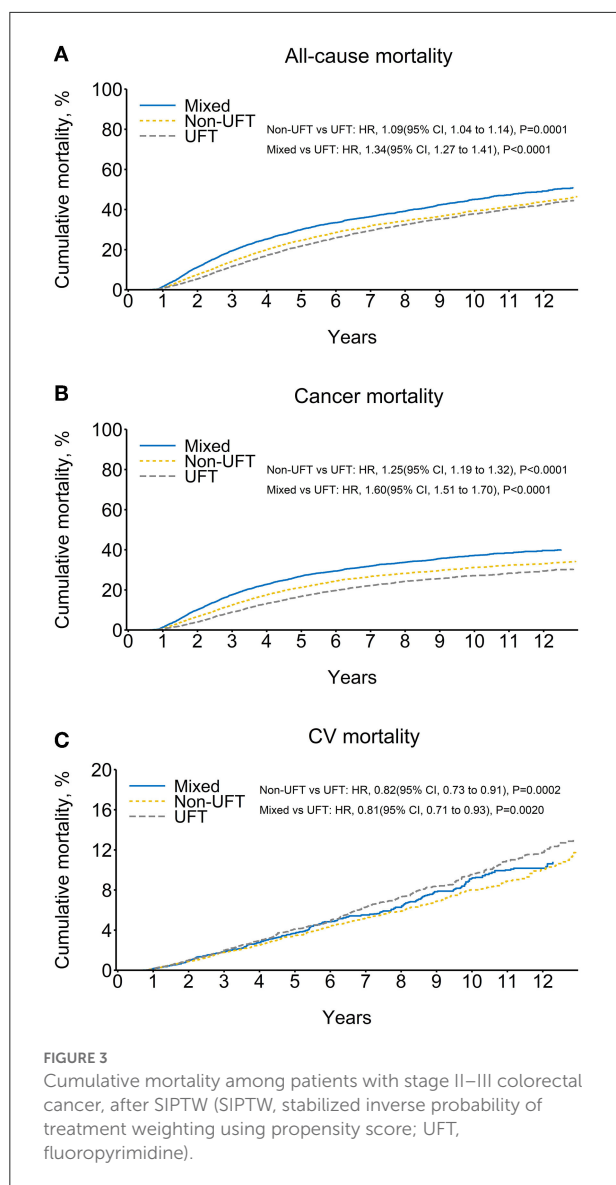 A
All-cause mortality
100
80
60
40
20
0
Cumulative mortality, %
Mixed
Non-UFT
UFT
Non-UFT vs UFT: HR, 1.09(95% CI, 1.04 to 1.14), P=0.0001
Mixed vs UFT: HR, 1.34(95% CI, 1.27 to 1.41), P<0.0001
0 1 2 3 4 5 6 7 8 9 10 11 12
Years
B
Cancer mortality
100
80
60
40
20
0
Cumulative mortality, %
Mixed
Non-UFT
UFT
Non-UFT vs UFT: HR, 1.25(95% CI, 1.19 to 1.32), P<0.0001
Mixed vs UFT: HR, 1.60(95% CI, 1.51 to 1.70), P<0.0001
0 1 2 3 4 5 6 7 8 9 10 11 12
Years
C
CV mortality
20
16
12
8
4
0
Cumulative mortality, %
Mixed
Non-UFT
UFT
Non-UFT vs UFT: HR, 0.82(95% CI, 0.73 to 0.91), P=0.0002
Mixed vs UFT: HR, 0.81(95% CI, 0.71 to 0.93), P=0.0020
0 1 2 3 4 5 6 7 8 9 10 11 12
Years
FIGURE 3
Cumulative mortality among patients with stage II–III colorectal
cancer, after SIPTW (SIPTW, stabilized inverse probability of
treatment weighting using propensity score; UFT,
fluoropyrimidine).